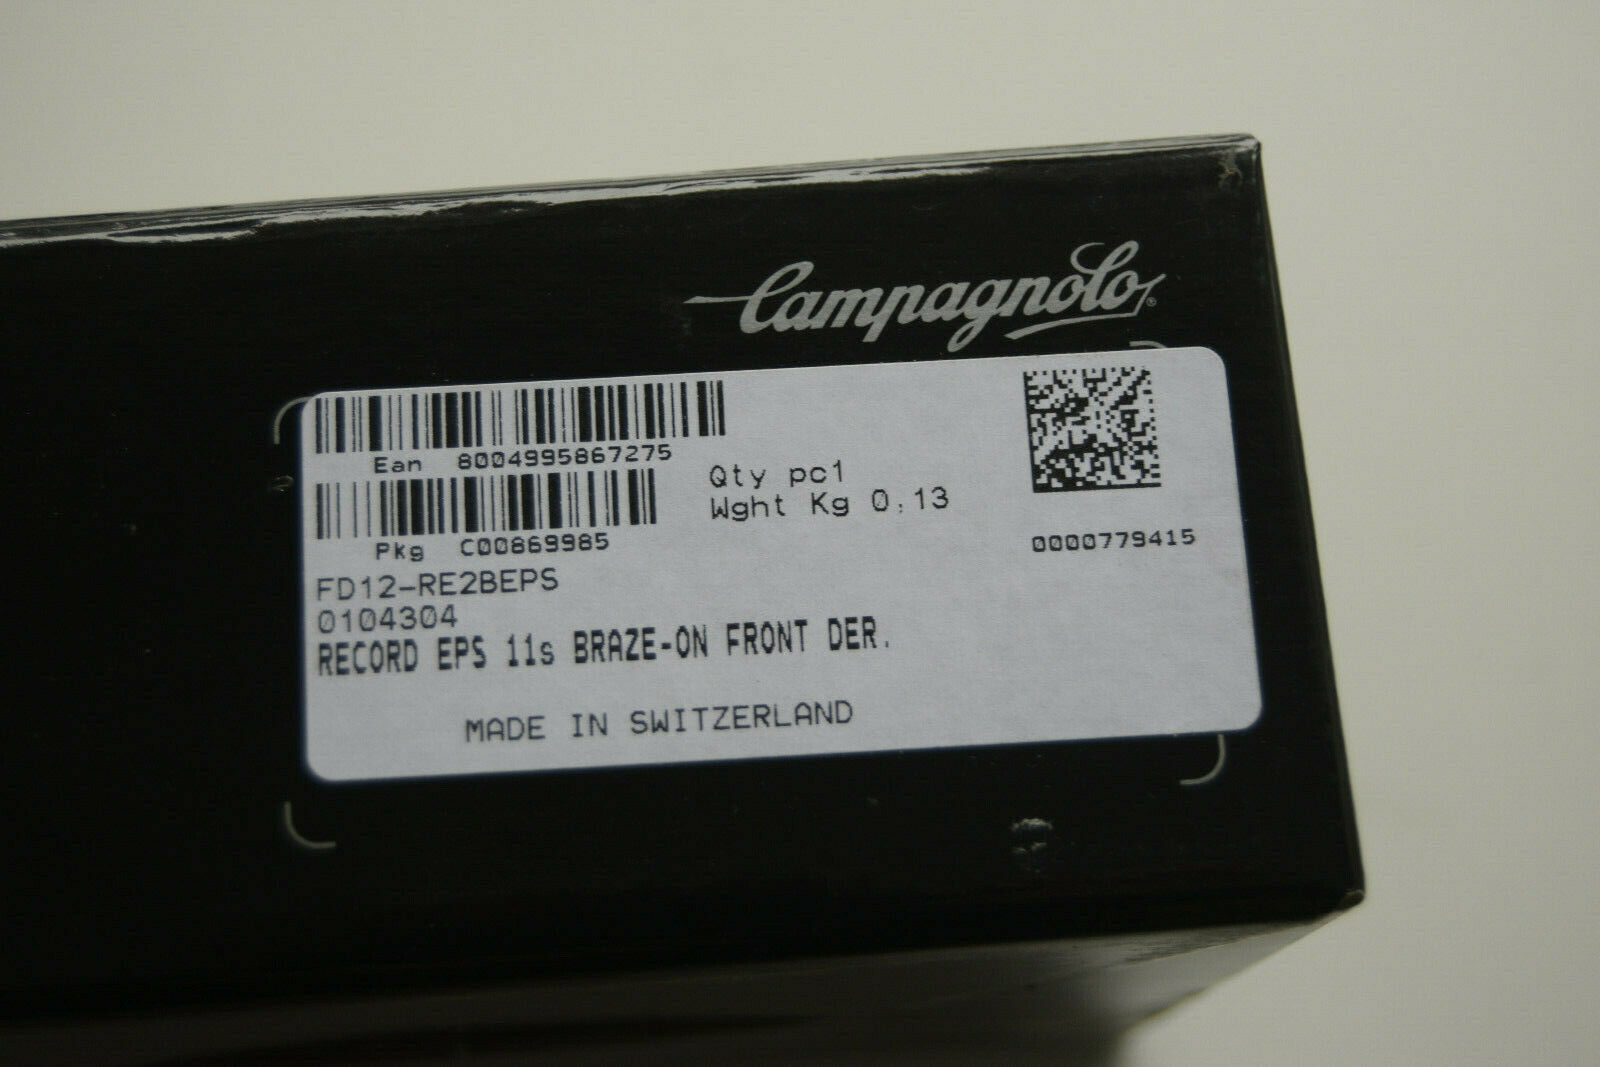 Campagnolo®
Ean 8004995867275
Qty pc1
Wght Kg 0.13
Pkg C00869985
0000779415
FD12-RE2BEPS
0104304
RECORD EPS 11s BRAZE-ON FRONT DER.
MADE IN SWITZERLAND